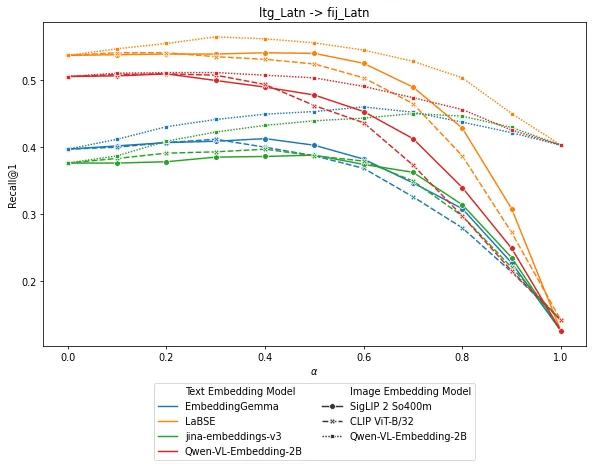 ltg_Latn -> fij_Latn
Recall@1
0.5
0.4
0.3
0.2
0.0 0.2 0.4 0.6 0.8 1.0
α
Text Embedding Model Image Embedding Model
EmbeddingGemma SigLIP 2 So400m
LaBSE CLIP ViT-B/32
jina-embeddings-v3 Qwen-VL-Embedding-2B
Qwen-VL-Embedding-2B